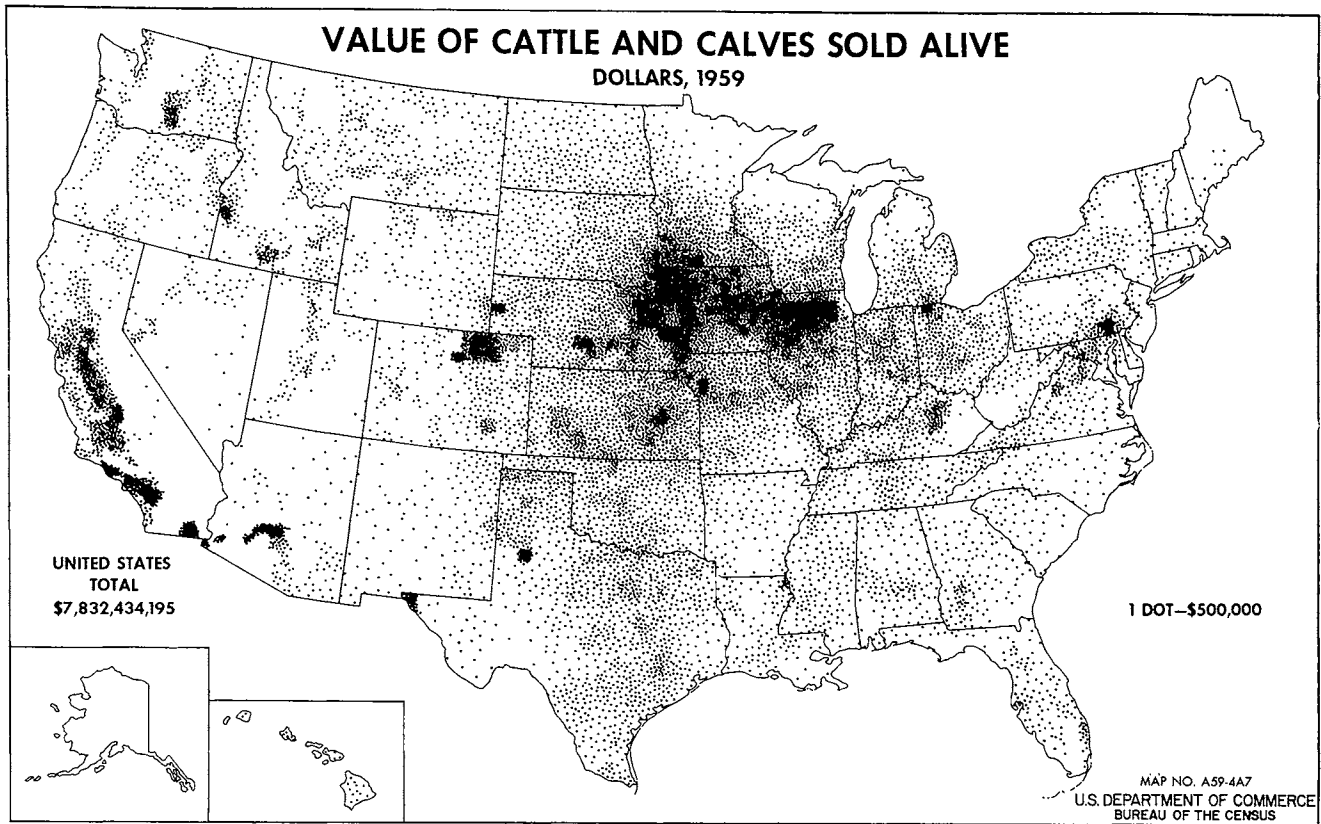 VALUE OF CATTLE AND CALVES SOLD ALIVE
DOLLARS, 1959
UNITED STATES
TOTAL
$7,832,434,195
1 DOT—$500,000
MAP NO. A59-4A7
U.S. DEPARTMENT OF COMMERCE
BUREAU OF THE CENSUS